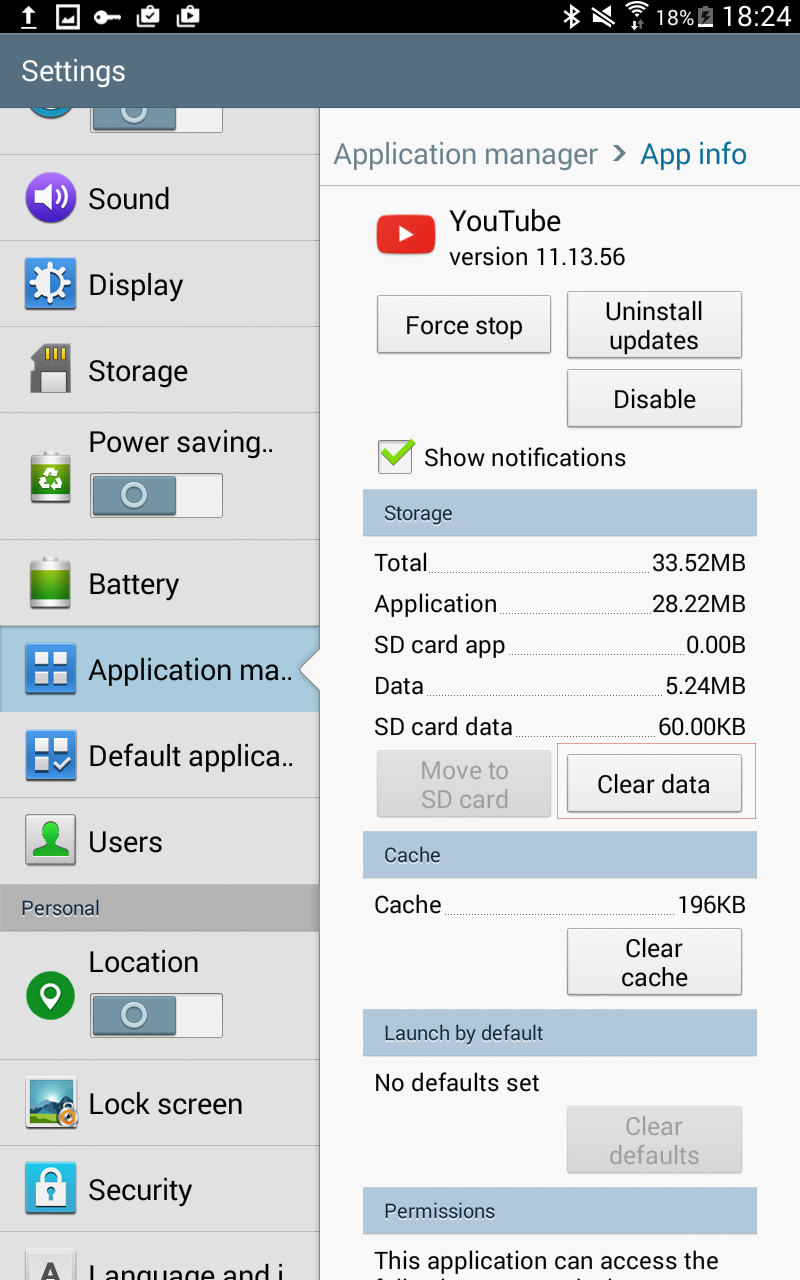 18% 18:24
Settings
Sound
Display
Storage
Power saving..
Battery
Application ma..
Default applica..
Users
Personal
Location
Lock screen
Security
Application manager > App info
YouTube
version 11.13.56
Force stop
Uninstall
updates
Disable
Show notifications
Storage
Total 33.52MB
Application 28.22MB
SD card app 0.00B
Data 5.24MB
SD card data 60.00KB
Move to
SD card
Clear data
Cache
Cache 196KB
Clear
cache
Launch by default
No defaults set
Clear
defaults
Permissions
This application can access the